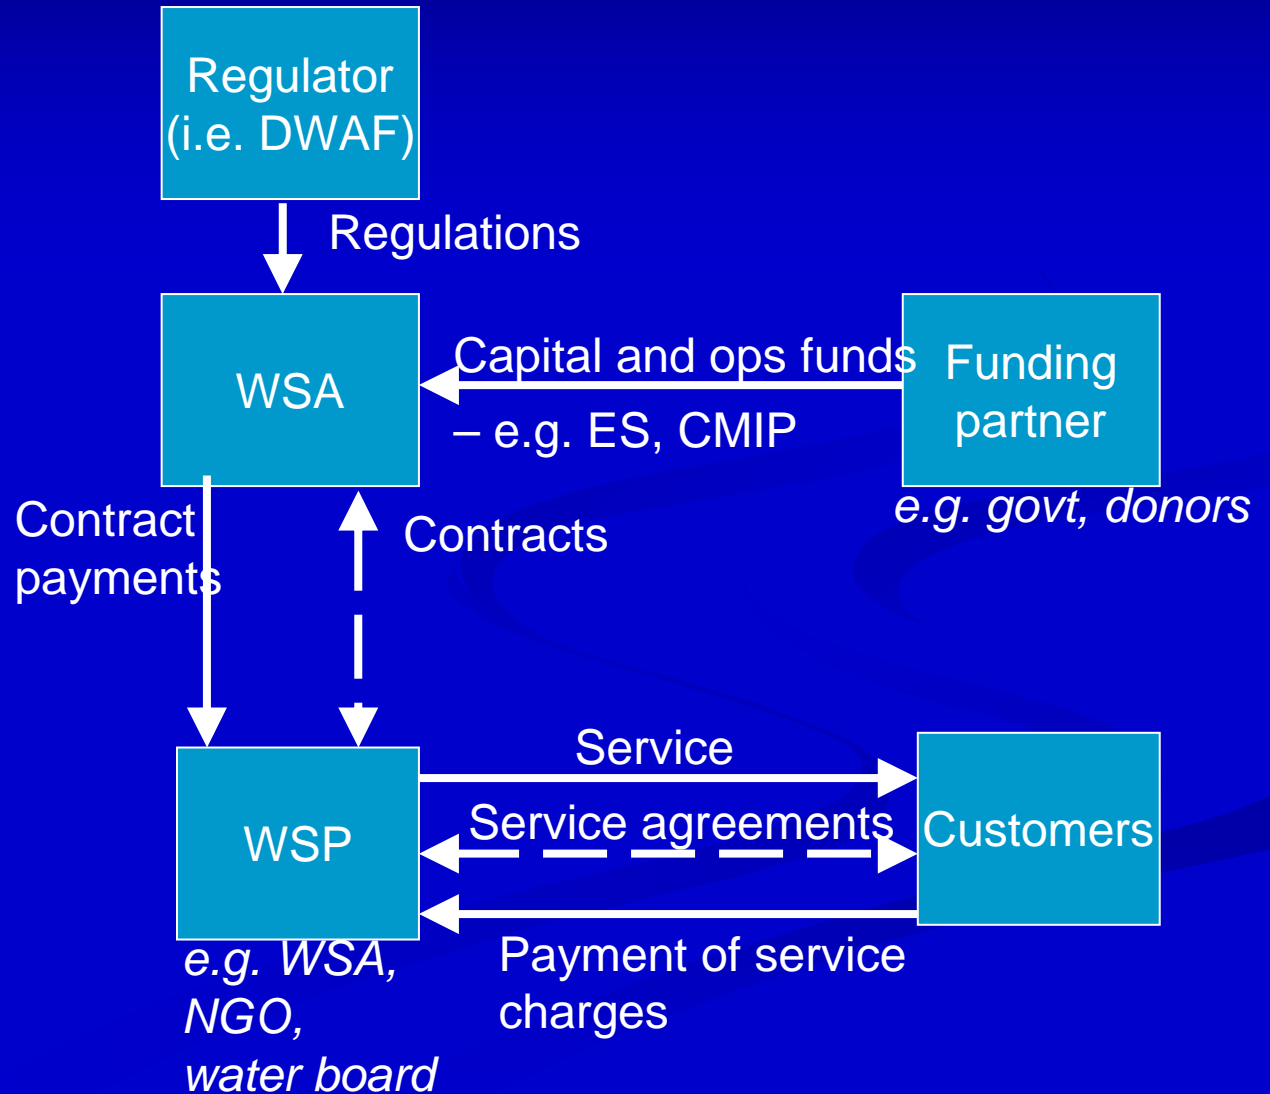 Regulator
(i.e. DWAF)
Regulations
WSA
Capital and ops funds
– e.g. ES, CMIP
Funding
partner
e.g. govt, donors
Contract
payments
Contracts
WSP
Service
Service agreements
Customers
Payment of service
charges
e.g. WSA,
NGO,
water board